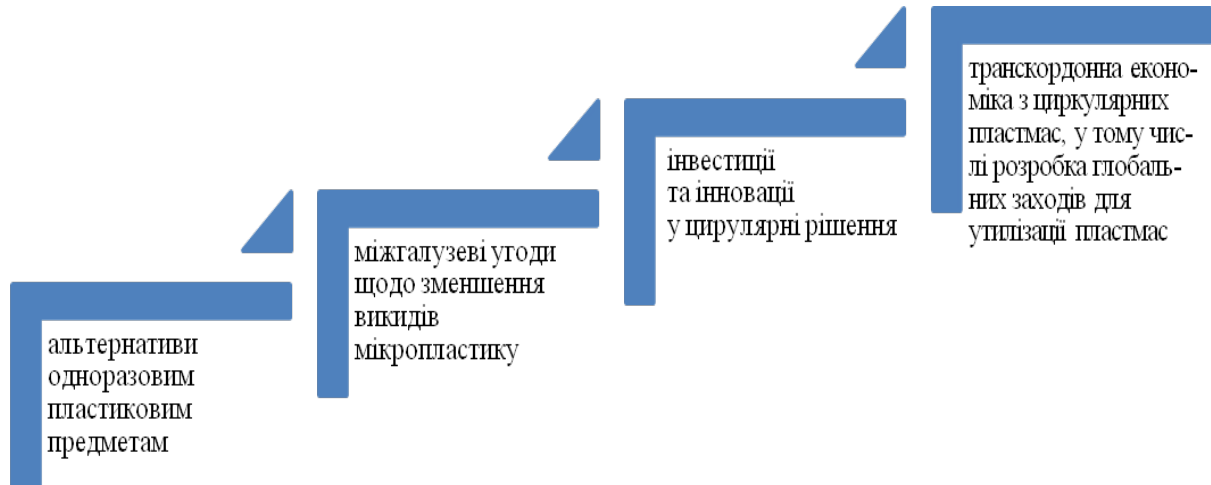 альтернативи
одноразовим
пластиковим
предметам
міжгалузеві угоди
щодо зменшення
викидів
мікропластику
інвестиції
та інновації
у цирулярні рішення
транскордонна еконо-
міка з циркулярних
пластмас, у тому чис-
лі розробка глобаль-
них заходів для
утилізації пластмас